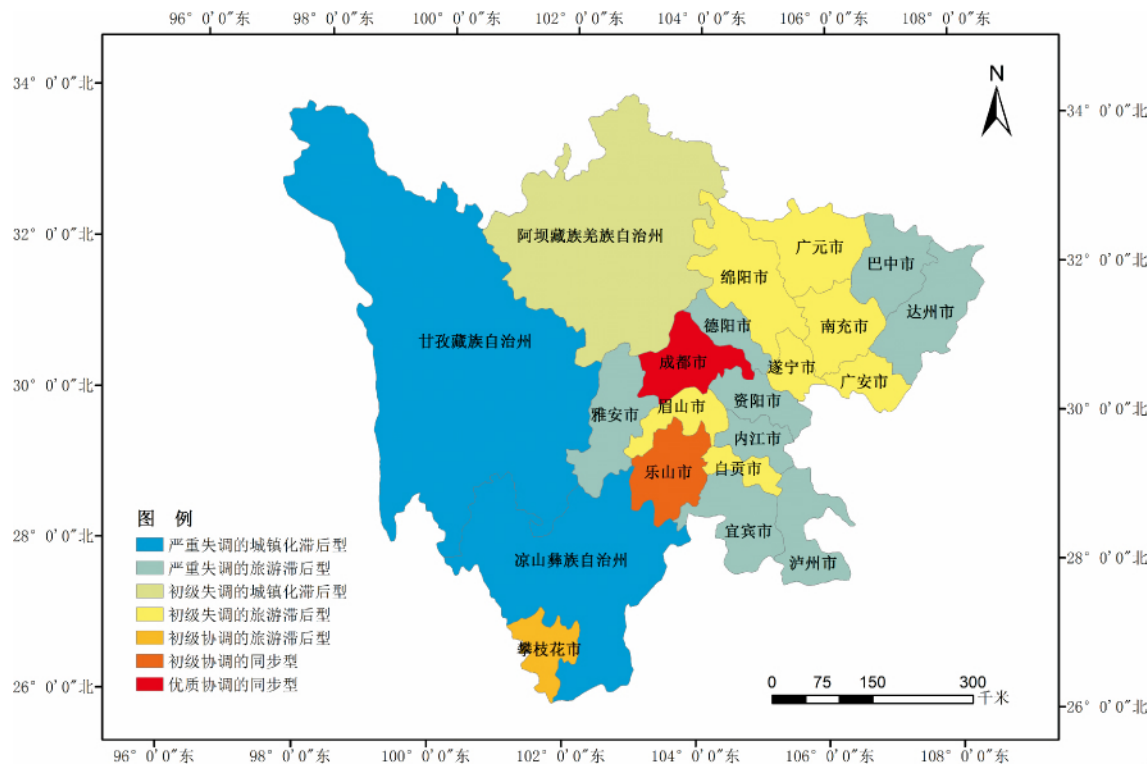 96° 0′0″东
98° 0′0″东
100° 0′0″东
102° 0′0″东
104° 0′0″东
106° 0′0″东
108° 0′0″东
N
34° 0′0″北
34° 0′0″北
32° 0′0″北
32° 0′0″北
30° 0′0″北
30° 0′0″北
28° 0′0″北
28° 0′0″北
26° 0′0″北
26° 0′0″北
阿坝藏族羌族自治州
广元市
巴中市
绵阳市
达州市
德阳市
南充市
甘孜藏族自治州
成都市
遂宁市
广安市
资阳市
眉山市
雅安市
内江市
自贡市
乐山市
宜宾市
泸州市
凉山彝族自治州
攀枝花市
图 例
严重失调的城镇化滞后型
严重失调的旅游滞后型
初级失调的城镇化滞后型
初级失调的旅游滞后型
初级协调的旅游滞后型
初级协调的同步型
优质协调的同步型
0 75 150 300
千米
96° 0′0″东
98° 0′0″东
100° 0′0″东
102° 0′0″东
104° 0′0″东
106° 0′0″东
108° 0′0″东